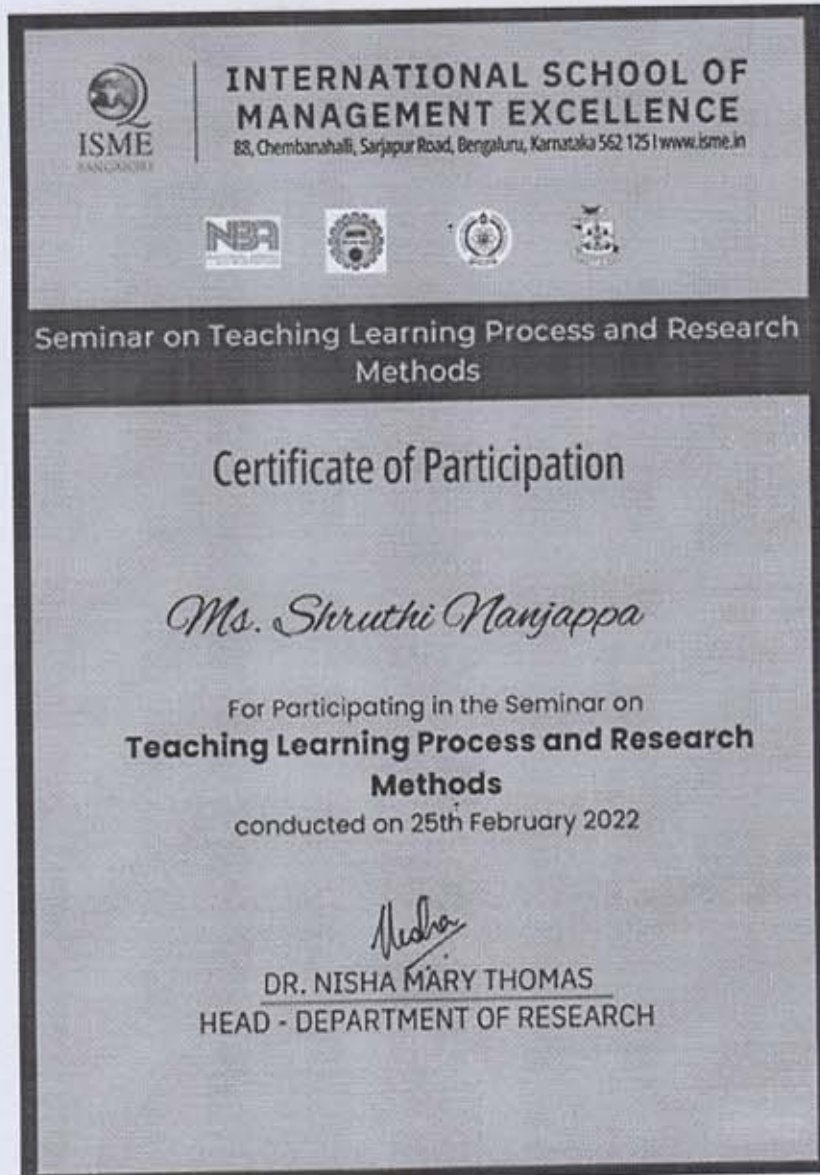 INTERNATIONAL SCHOOL OF
MANAGEMENT EXCELLENCE
88, Chembanahalli, Sarjapur Road, Bengaluru, Karnataka 562 125 I www.isme.in
ISME
BANGALORE
NBA
Seminar on Teaching Learning Process and Research
Methods
Certificate of Participation
Ms. Shruthi Nanjappa
For Participating in the Seminar on
Teaching Learning Process and Research
Methods
conducted on 25th February 2022
Nisha
DR. NISHA MARY THOMAS
HEAD - DEPARTMENT OF RESEARCH